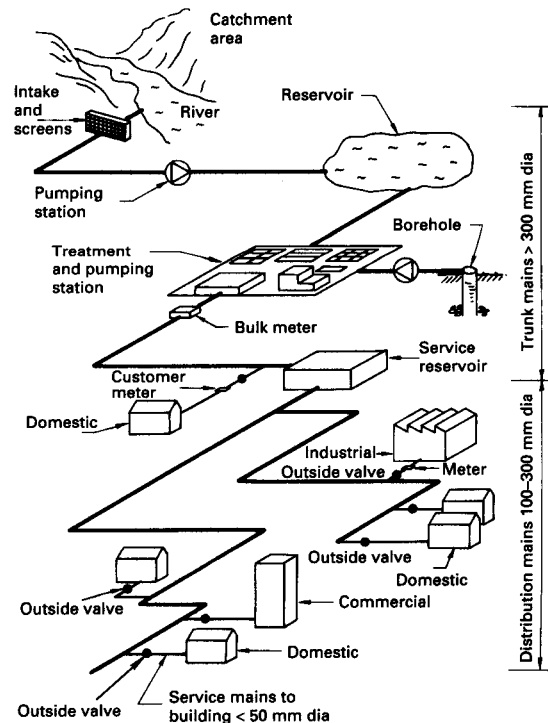 Catchment
area
Intake
and
screens
River
Reservoir
Pumping
station
Borehole
Treatment
and pumping
station
Bulk meter
Trunk mains > 300 mm dia
Service
reservoir
Customer
meter
Domestic
Industrial
Outside valve
Meter
Distribution mains 100–300 mm dia
Outside valve
Domestic
Outside valve
Commercial
Domestic
Outside valve
Service mains to
building < 50 mm dia